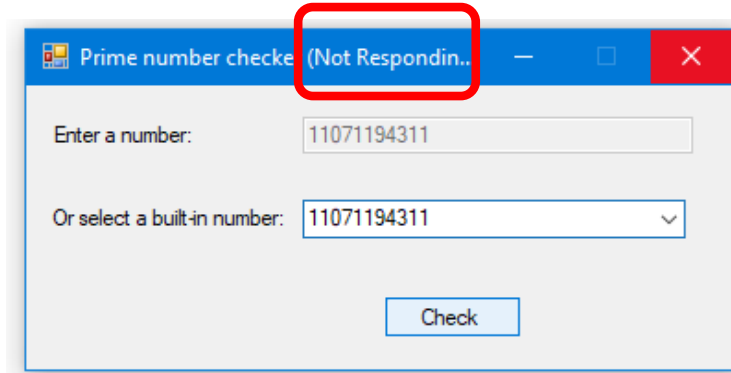 Prime number checke (Not Respondin...
Enter a number: 11071194311
Or select a built-in number: 11071194311
Check